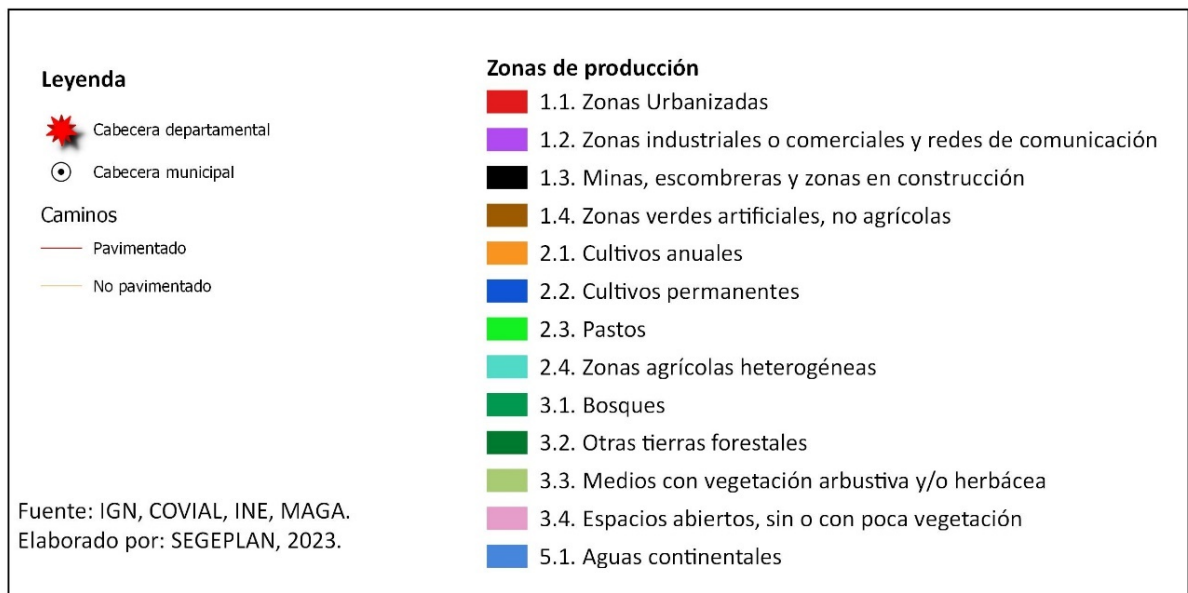 Leyenda
Cabecera departamental
Cabecera municipal
Caminos
Pavimentado
No pavimentado
Fuente: IGN, COVIAL, INE, MAGA.
Elaborado por: SEGEPLAN, 2023.
Zonas de producción
1.1. Zonas Urbanizadas
1.2. Zonas industriales o comerciales y redes de comunicación
1.3. Minas, escombreras y zonas en construcción
1.4. Zonas verdes artificiales, no agrícolas
2.1. Cultivos anuales
2.2. Cultivos permanentes
2.3. Pastos
2.4. Zonas agrícolas heterogéneas
3.1. Bosques
3.2. Otras tierras forestales
3.3. Medios con vegetación arbustiva y/o herbácea
3.4. Espacios abiertos, sin o con poca vegetación
5.1. Aguas continentales